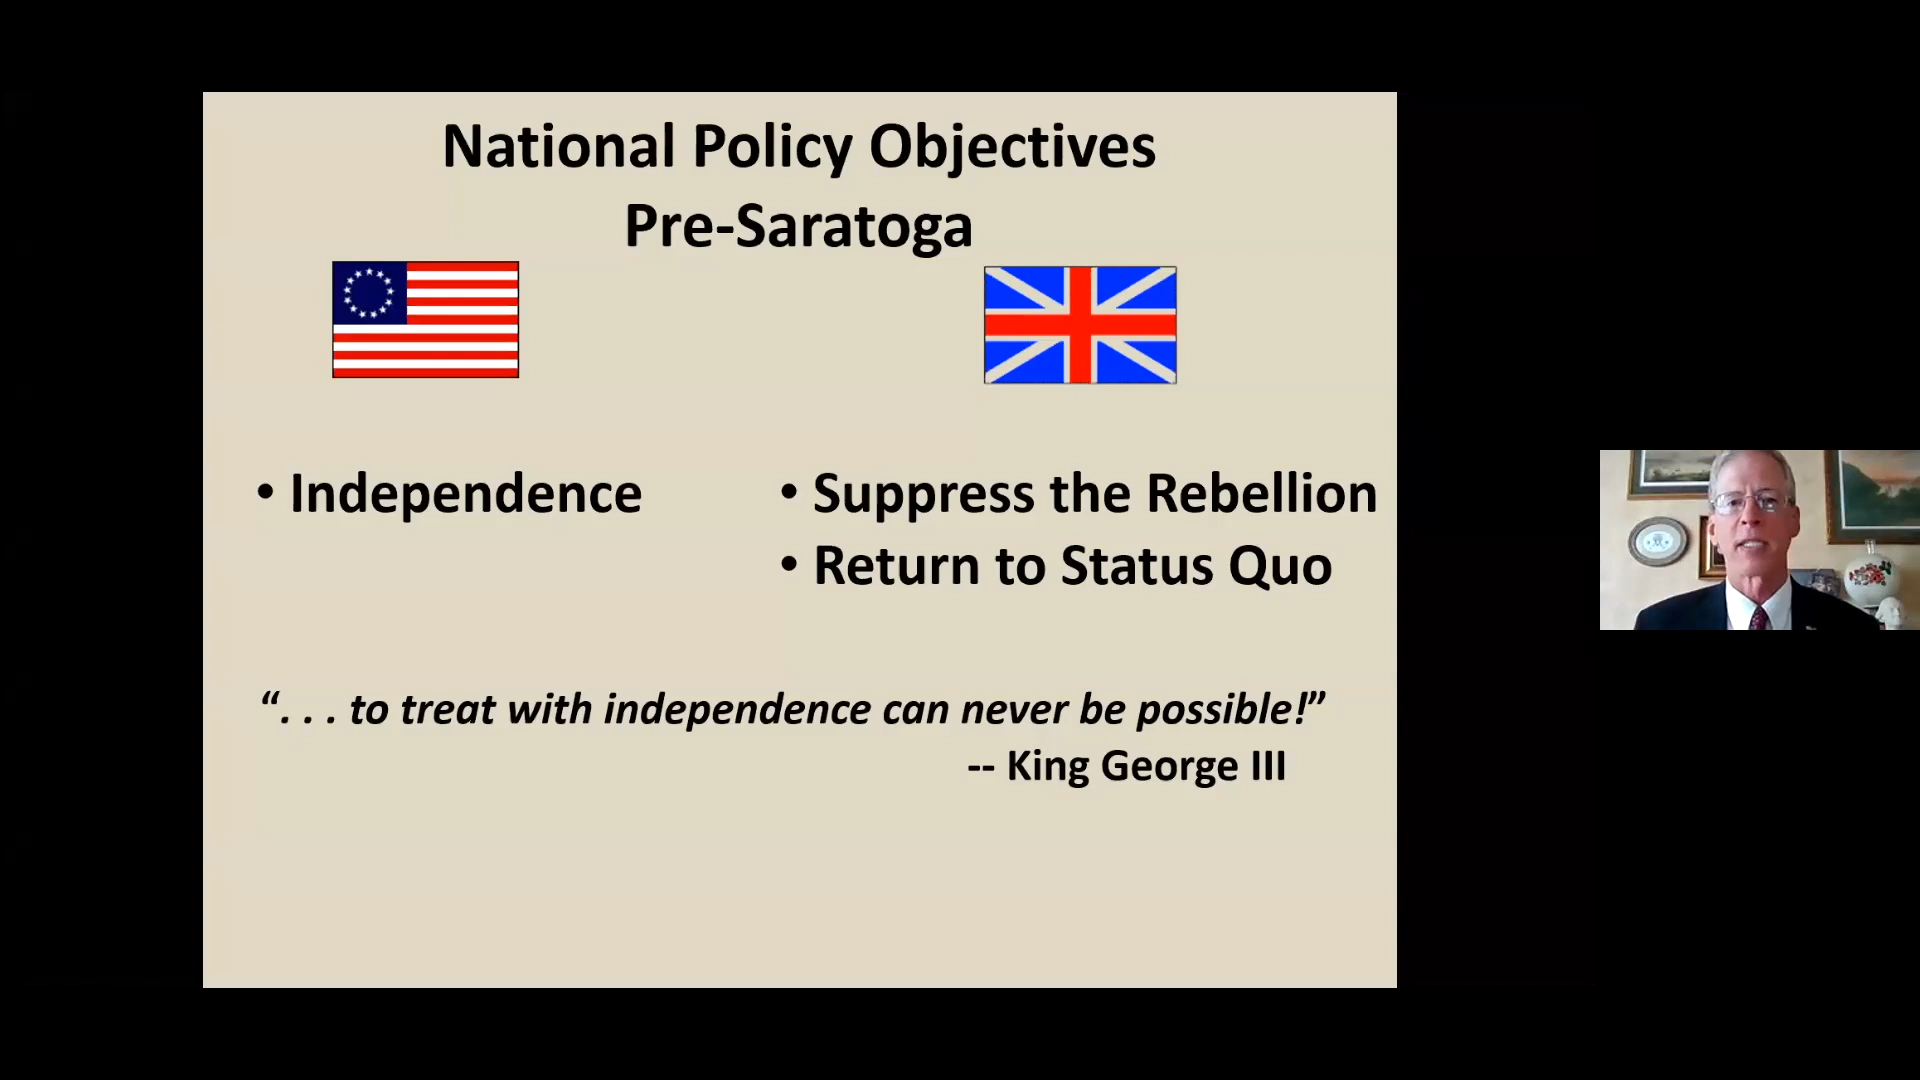 National Policy Objectives
Pre-Saratoga
• Independence
• Suppress the Rebellion
• Return to Status Quo
“. . . to treat with independence can never be possible!”
-- King George III